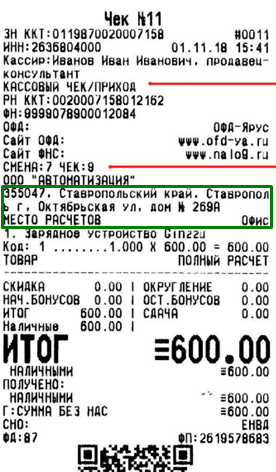 Чек №11
ЗН ККТ:0119870020007158 #0011
ИНН:2636804000 01.11.18 15:41
Кассир:Иванов Иван Иванович, продавец-
консультант
КАССОВЫЙ ЧЕК/ПРИХОД
РН ККТ:0020007158012162
ФН:9999078900012084
ОФД: ОФД-Ярус
Сайт ОФД: www.ofd-ya.ru
Сайт ФНС: www.nalog.ru
СМЕНА:7 ЧЕК:9
ООО "АВТОМАТИЗАЦИЯ"
355047, Ставропольский край, Ставропол
ь г, Октябрьская ул, дом № 269А
МЕСТО РАСЧЕТОВ Офис
1. Зарядное устройство Ginzzu
Код: 1 ........1.000 X 600.00 = 600.00
ТОВАР ПОЛНЫЙ РАСЧЕТ
СКИДКА 0.00 | ОКРУГЛЕНИЕ 0.00
НАЧ.БОНУСОВ 0.00 | ОСТ.БОНУСОВ 0.00
ИТОГ 600.00 | СДАЧА 0.00
Наличные 600.00 |
ИТОГ ≡600.00
НАЛИЧНЫМИ ≡600.00
ПОЛУЧЕНО:
НАЛИЧНЫМИ ≡600.00
Г:СУММА БЕЗ НДС ≡600.00
СНО: ЕНВД
ФД:87 ФП:2619578683